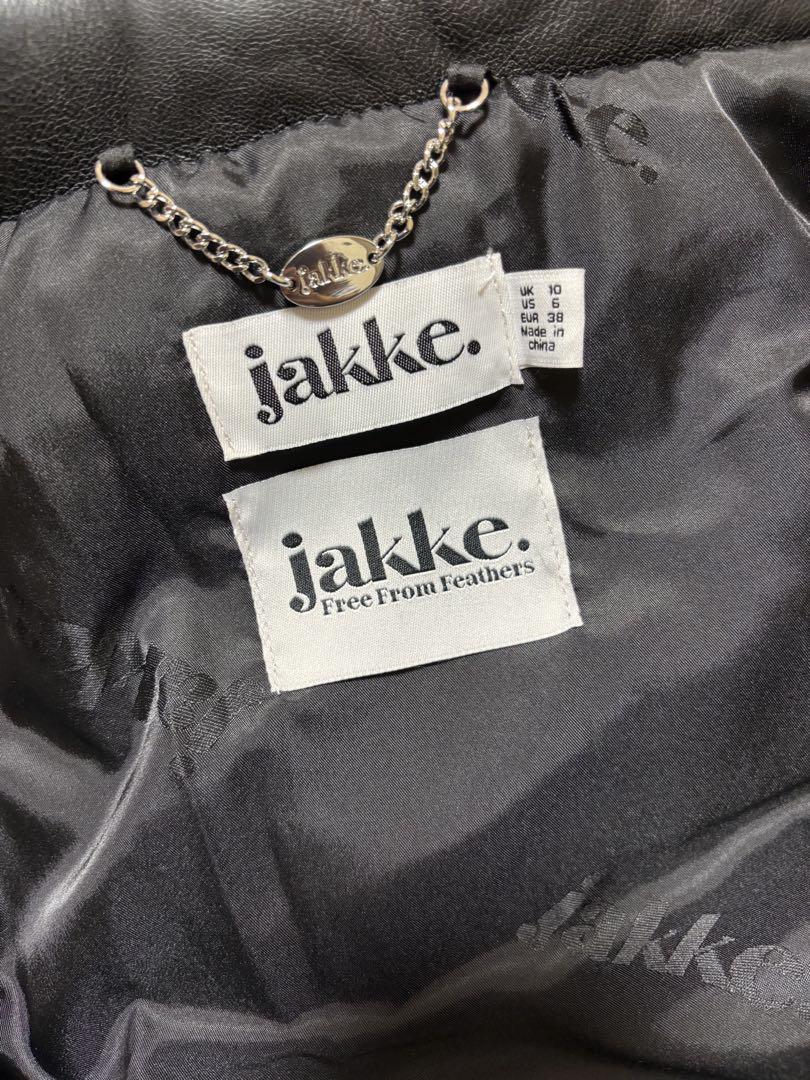 jakke.
jakke.
UK 10
US 6
EUR 38
Made in
china
jakke.
Free From Feathers
jakke.